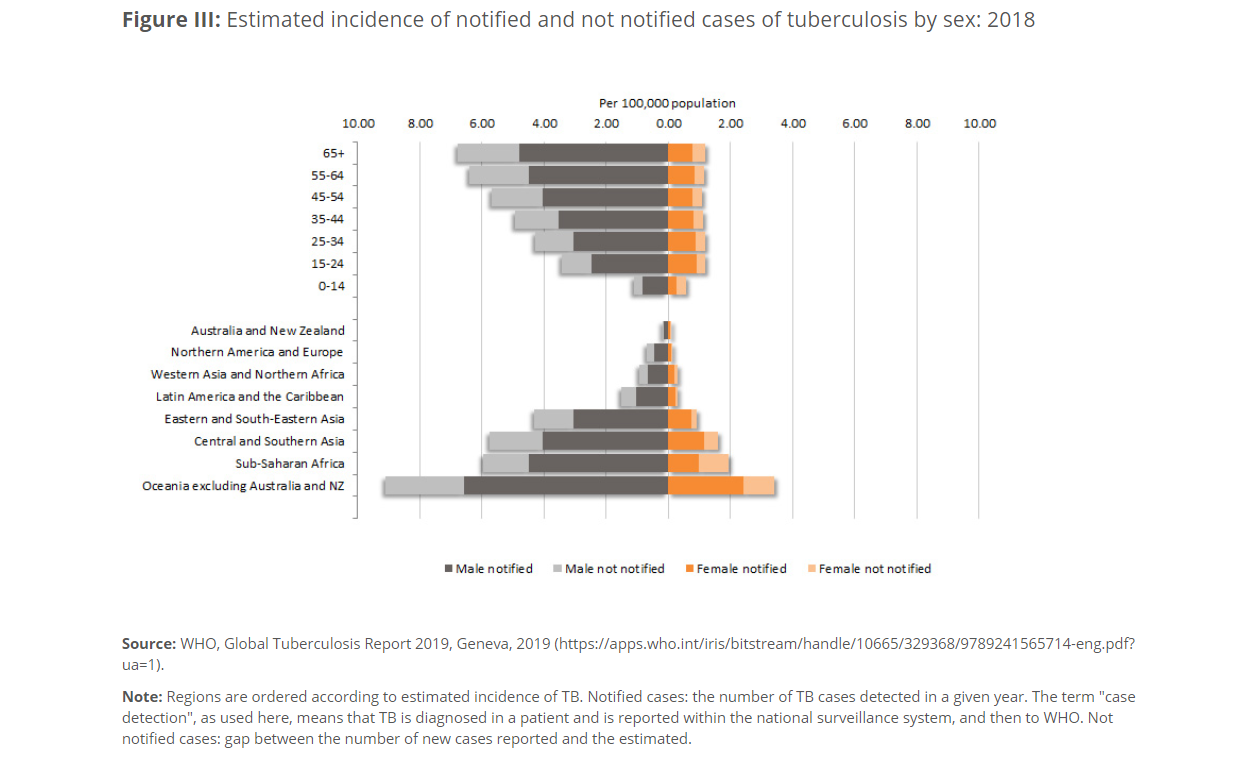 Figure III: Estimated incidence of notified and not notified cases of tuberculosis by sex: 2018
Per 100,000 population
10.00 8.00 6.00 4.00 2.00 0.00 2.00 4.00 6.00 8.00 10.00
65+
55-64
45-54
35-44
25-34
15-24
0-14
Australia and New Zealand
Northern America and Europe
Western Asia and Northern Africa
Latin America and the Caribbean
Eastern and South-Eastern Asia
Central and Southern Asia
Sub-Saharan Africa
Oceania excluding Australia and NZ
Male notified Male not notified Female notified Female not notified
Source: WHO, Global Tuberculosis Report 2019, Geneva, 2019 (https://apps.who.int/iris/bitstream/handle/10665/329368/9789241565714-eng.pdf?
ua=1).
Note: Regions are ordered according to estimated incidence of TB. Notified cases: the number of TB cases detected in a given year. The term "case
detection", as used here, means that TB is diagnosed in a patient and is reported within the national surveillance system, and then to WHO. Not
notified cases: gap between the number of new cases reported and the estimated.